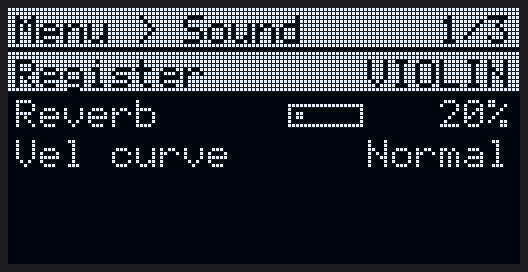 Menu > Sound 1/3
Register VIOLIN
Reverb 20%
Vel curve Normal